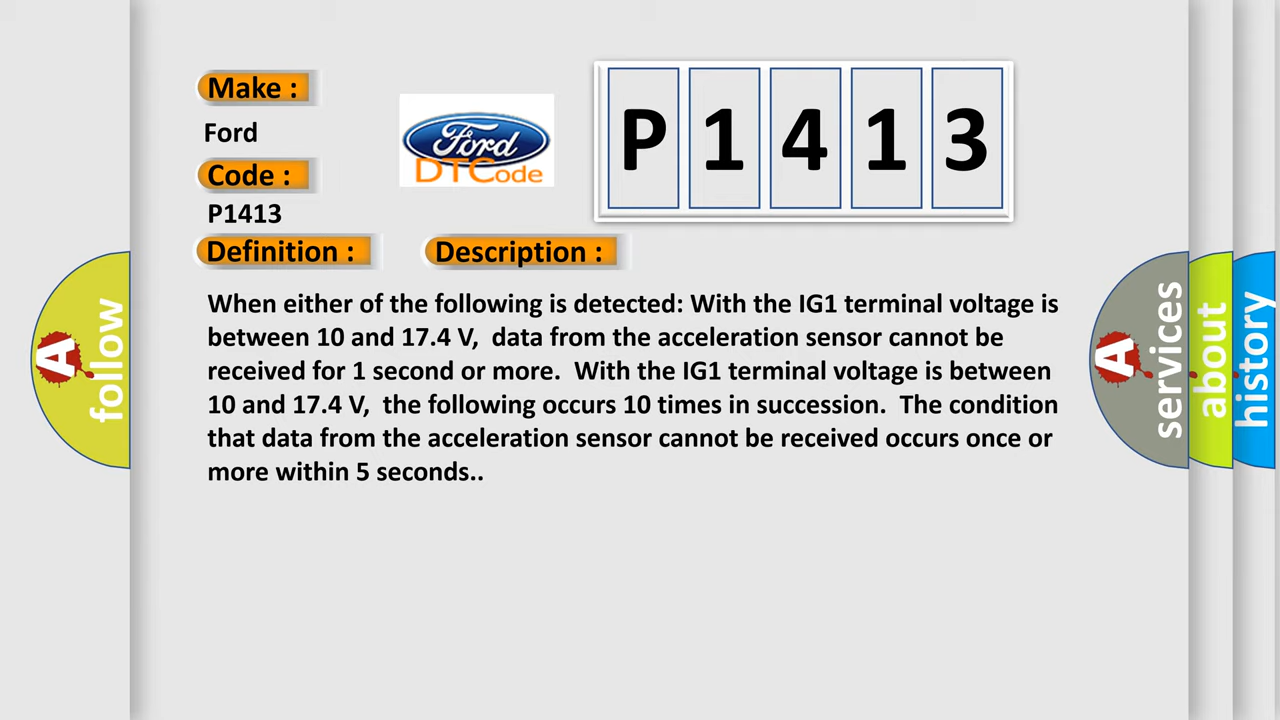 Make :
Ford
Code :
P1413
Ford
DTCode
P1413
Definition :
Description :
When either of the following is detected: With the IG1 terminal voltage is
between 10 and 17.4 V,  data from the acceleration sensor cannot be
received for 1 second or more.  With the IG1 terminal voltage is between
10 and 17.4 V,  the following occurs 10 times in succession.  The condition
that data from the acceleration sensor cannot be received occurs once or
more within 5 seconds..
A
follow
A
services
about
history